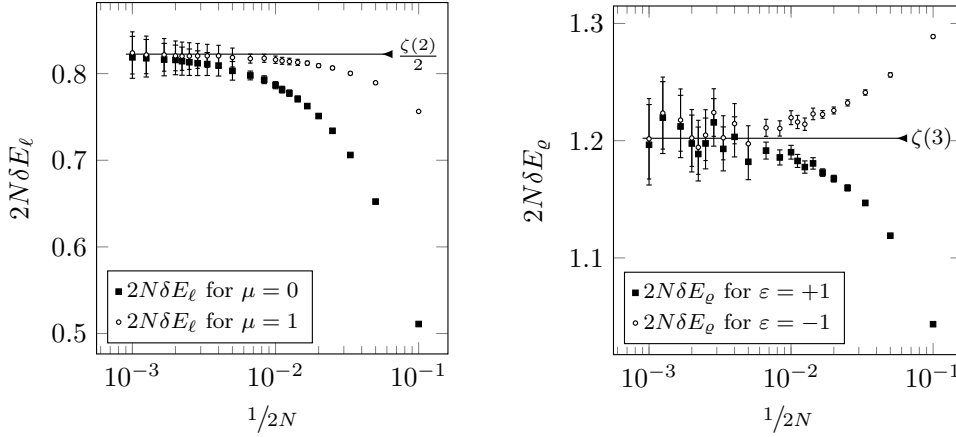 0.8
0.7
0.6
0.5
2NδE_ℓ
ζ(2)/2
2NδE_ℓ for μ = 0
2NδE_ℓ for μ = 1
10^−3
10^−2
10^−1
1/2N
1.3
1.2
1.1
2NδE_ϱ
ζ(3)
2NδE_ϱ for ε = +1
2NδE_ϱ for ε = −1
10^−3
10^−2
10^−1
1/2N